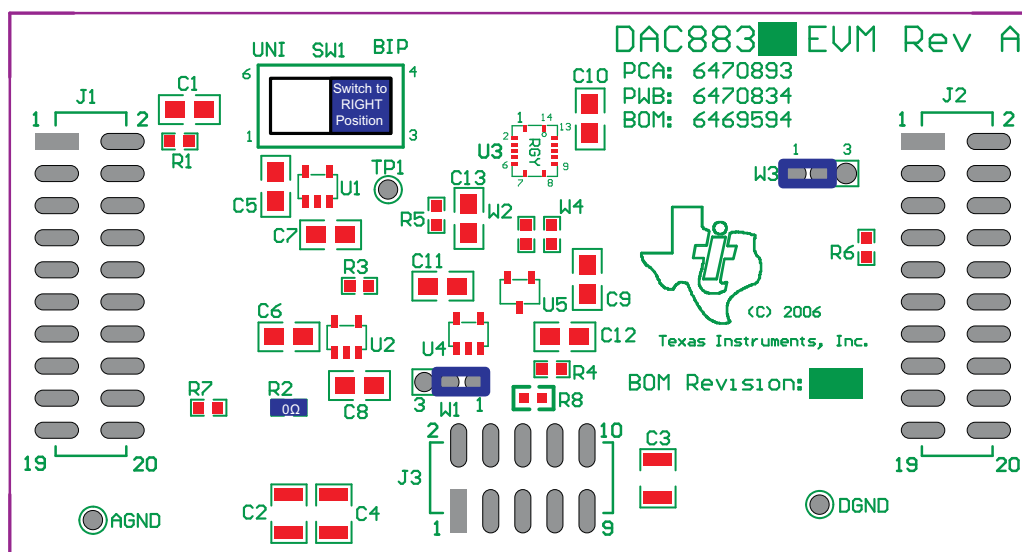 DAC883 EVM Rev A
PCA: 6470893
PWB: 6470834
BOM: 6469594
UNI SW1 BIP
6 4
1 3
Switch to
RIGHT
Position
C1
J1
1 2
R1
C10
J2
1 2
U3
1 14
2 13
RGY
6 9
7 8
W3
1 3
C5
U1
TP1
C13
R5
W2 W4
C7
R6
R3
C11
U5
C9
(C) 2006
Texas Instruments, Inc.
C6
U2
U4
C12
R4
BOM Revision:
C8
3 W1 1
R8
R7
R2
0Ω
2 10
J3
1 9
C3
19 20
19 20
C2
C4
AGND
DGND